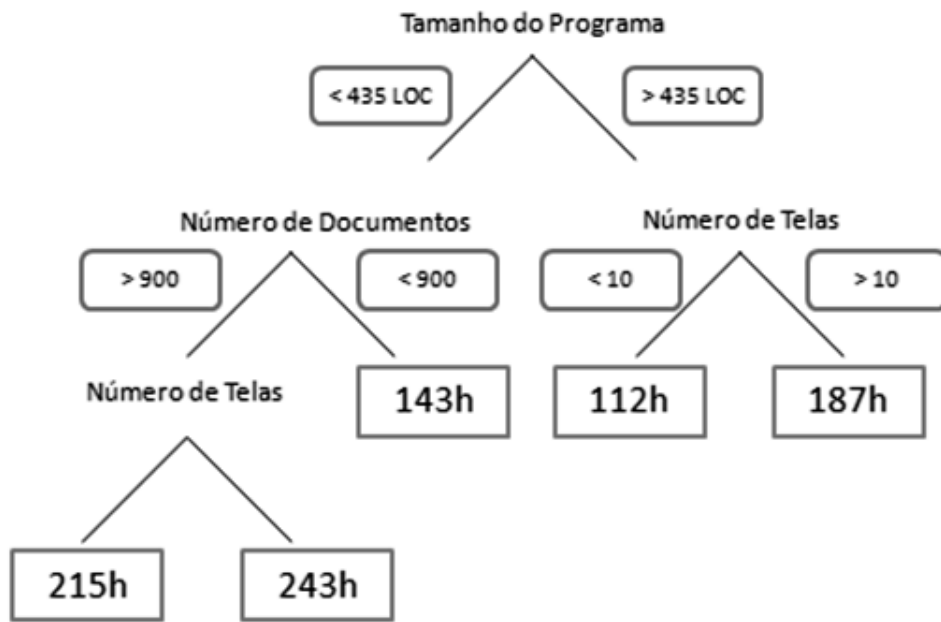 Tamanho do Programa
< 435 LOC
> 435 LOC
Número de Documentos
Número de Telas
> 900
< 900
< 10
> 10
Número de Telas
143h
112h
187h
215h
243h